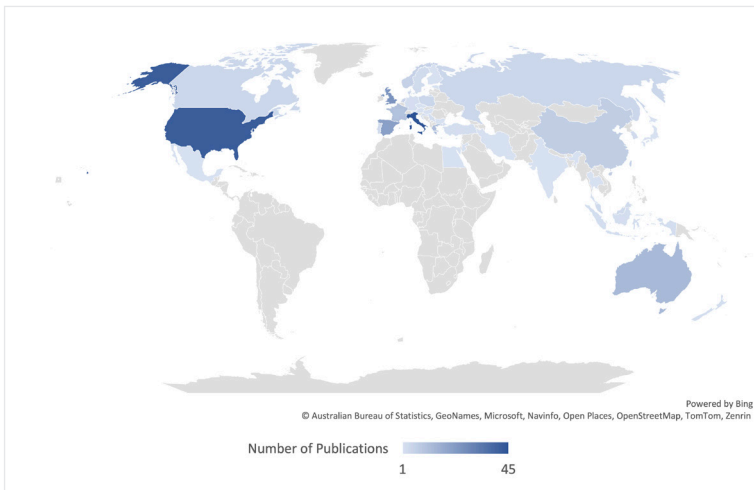 Powered by Bing
© Australian Bureau of Statistics, GeoNames, Microsoft, Navinfo, Open Places, OpenStreetMap, TomTom, Zenrin
Number of Publications
1 45